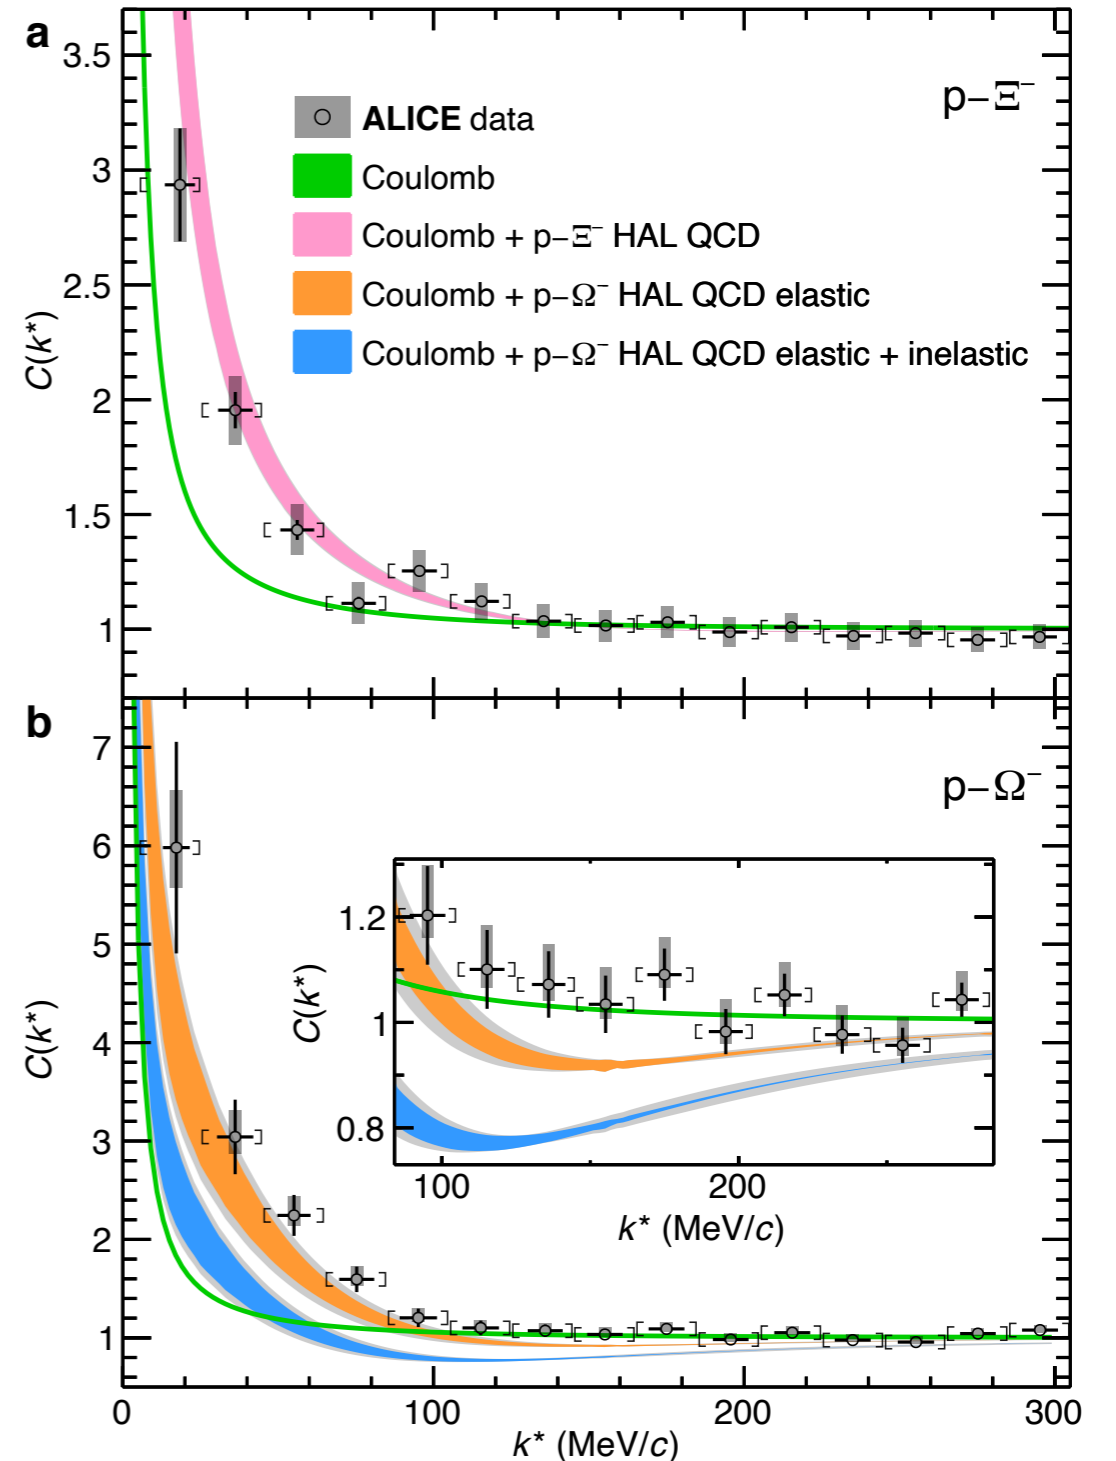 a
p–Ξ⁻
ALICE data
Coulomb
Coulomb + p–Ξ⁻ HAL QCD
Coulomb + p–Ω⁻ HAL QCD elastic
Coulomb + p–Ω⁻ HAL QCD elastic + inelastic
C(k*)
3.5
3
2.5
2
1.5
1
b
p–Ω⁻
C(k*)
7
6
5
4
3
2
1
C(k*)
1.2
1
0.8
100
200
k* (MeV/c)
0
100
200
300
k* (MeV/c)